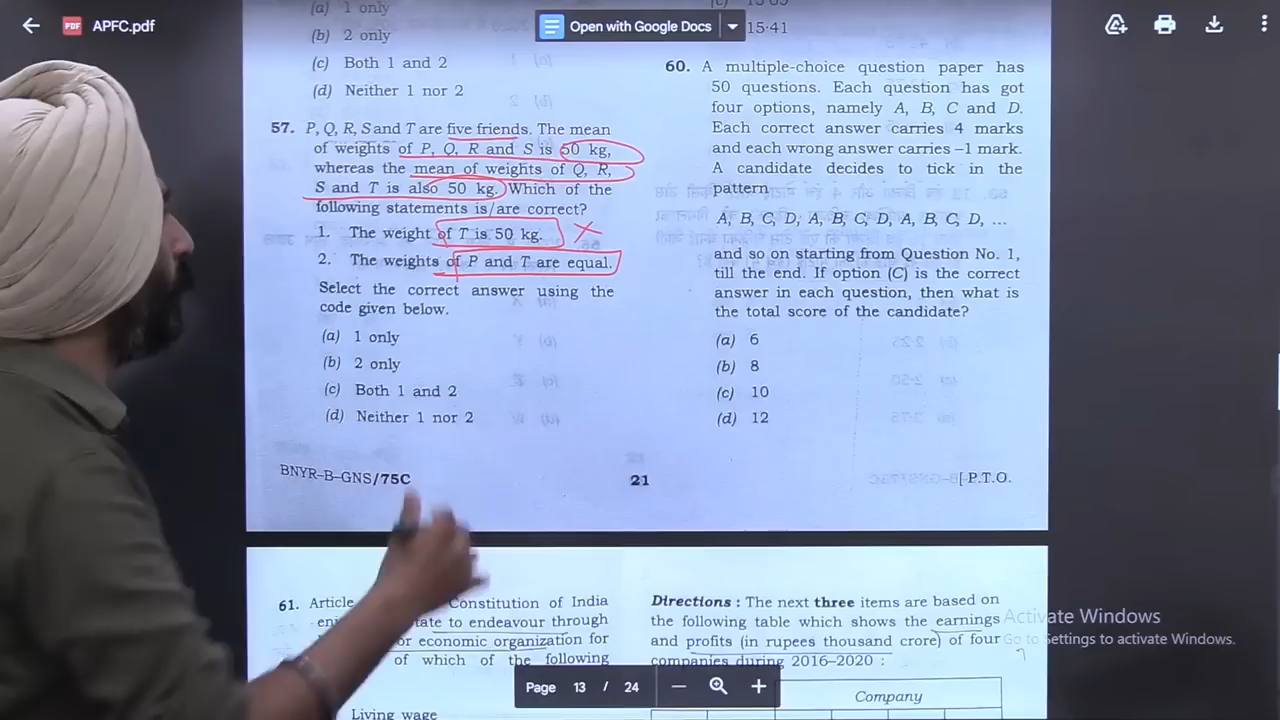 APFC.pdf
Open with Google Docs
(a) 1 only
(b) 2 only
(c) Both 1 and 2
(d) Neither 1 nor 2
57. P, Q, R, S and T are five friends. The mean
of weights of P, Q, R and S is 50 kg,
whereas the mean of weights of Q, R,
S and T is also 50 kg. Which of the
following statements is/are correct?
1. The weight of T is 50 kg.
2. The weights of P and T are equal.
Select the correct answer using the
code given below.
(a) 1 only
(b) 2 only
(c) Both 1 and 2
(d) Neither 1 nor 2
15·41
60. A multiple-choice question paper has
50 questions. Each question has got
four options, namely A, B, C and D.
Each correct answer carries 4 marks
and each wrong answer carries –1 mark.
A candidate decides to tick in the
pattern
A, B, C, D, A, B, C, D, A, B, C, D, ...
and so on starting from Question No. 1,
till the end. If option (C) is the correct
answer in each question, then what is
the total score of the candidate?
(a) 6
(b) 8
(c) 10
(d) 12
BNYR-B-GNS/75C
21
[ P.T.O.
61. Article Constitution of India
to endeavour through
or economic organization for
of which of the following
Living wage
Directions : The next three items are based on
the following table which shows the earnings
and profits (in rupees thousand crore) of four
companies during 2016–2020 :
Company
Page 13 / 24
Activate Windows
Go to Settings to activate Windows.